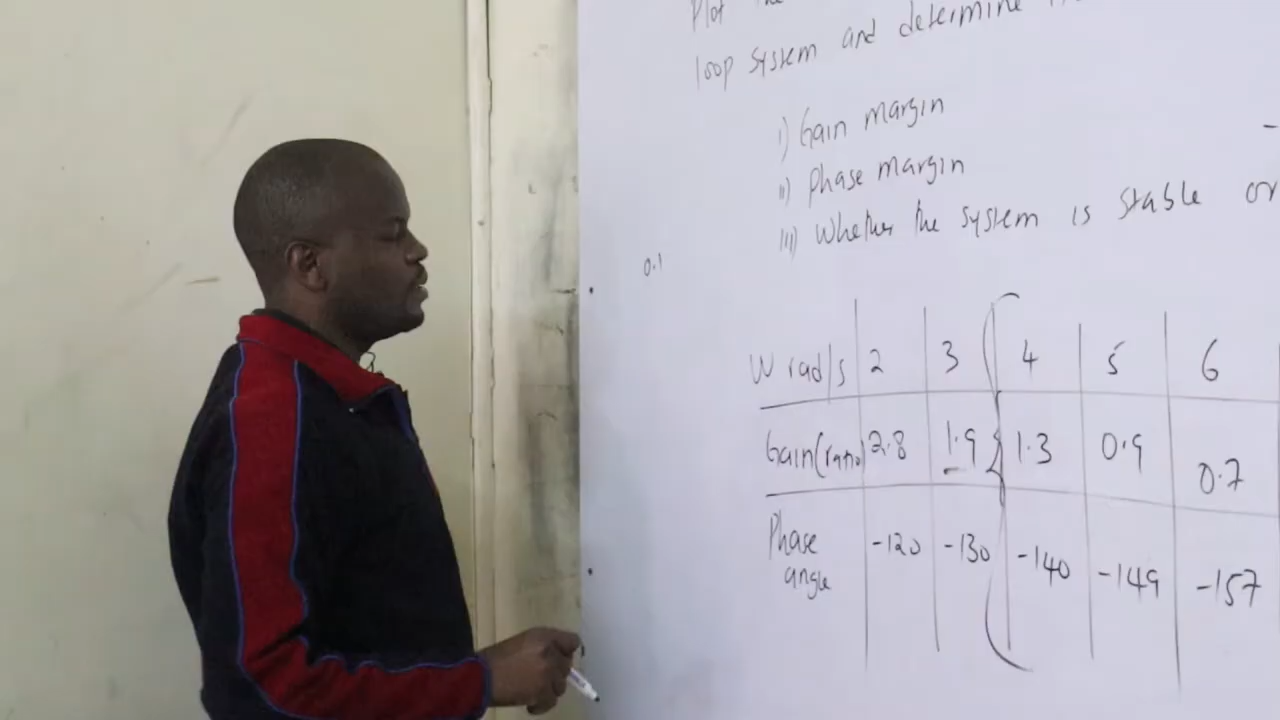 Plot the
loop system and determine
i) Gain margin
ii) phase margin
iii) Whether the system is stable or
0.1
W rad/s 2 3 4 5 6
Gain(ratio) 2.8 1.9 1.3 0.9 0.7
Phase angle -120 -130 -140 -149 -157